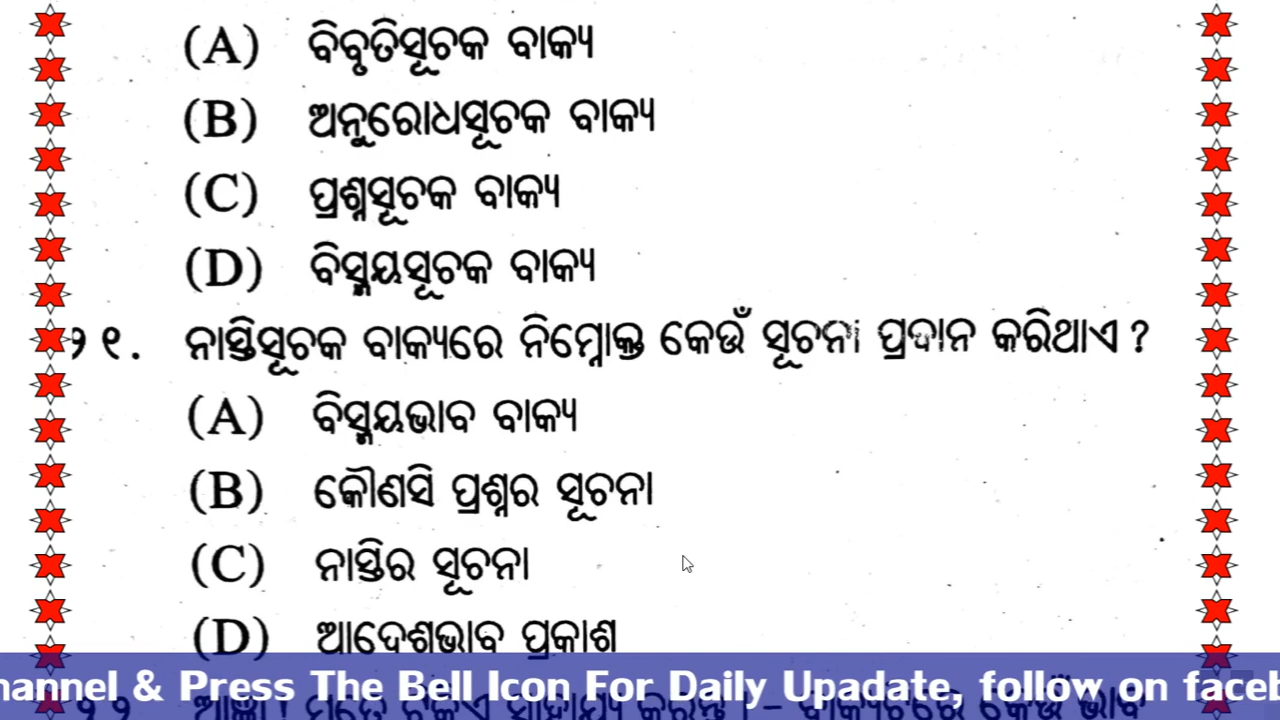 (A) ବିବୃତିସୂଚକ ବାକ୍ୟ
(B) ଅନୁରୋଧସୂଚକ ବାକ୍ୟ
(C) ପ୍ରଶ୍ନସୂଚକ ବାକ୍ୟ
(D) ବିସ୍ମୟସୂଚକ ବାକ୍ୟ
୨୧. ନାସ୍ତିସୂଚକ ବାକ୍ୟରେ ନିମ୍ନୋକ୍ତ କେଉଁ ସୂଚନା ପ୍ରଦାନ କରିଥାଏ ?
(A) ବିସ୍ମୟଭାବ ବାକ୍ୟ
(B) କୌଣସି ପ୍ରଶ୍ନର ସୂଚନା
(C) ନାସ୍ତିର ସୂଚନା
(D) ଆଦେଶଭାବ ପ୍ରକାଶ
hannel & Press The Bell Icon For Daily Upadate, follow on faceb